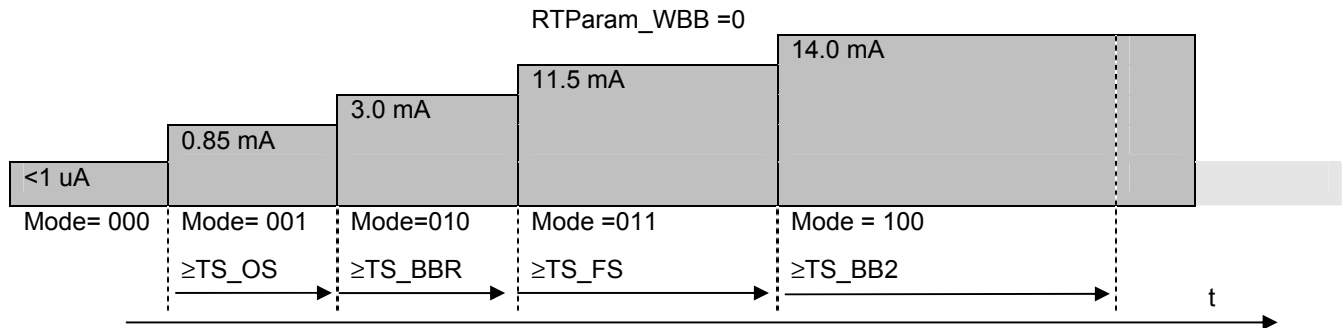 RTParam_WBB =0
14.0 mA
11.5 mA
3.0 mA
0.85 mA
<1 uA
Mode= 000 Mode= 001 Mode=010 Mode =011 Mode = 100
≥TS_OS ≥TS_BBR ≥TS_FS ≥TS_BB2
t